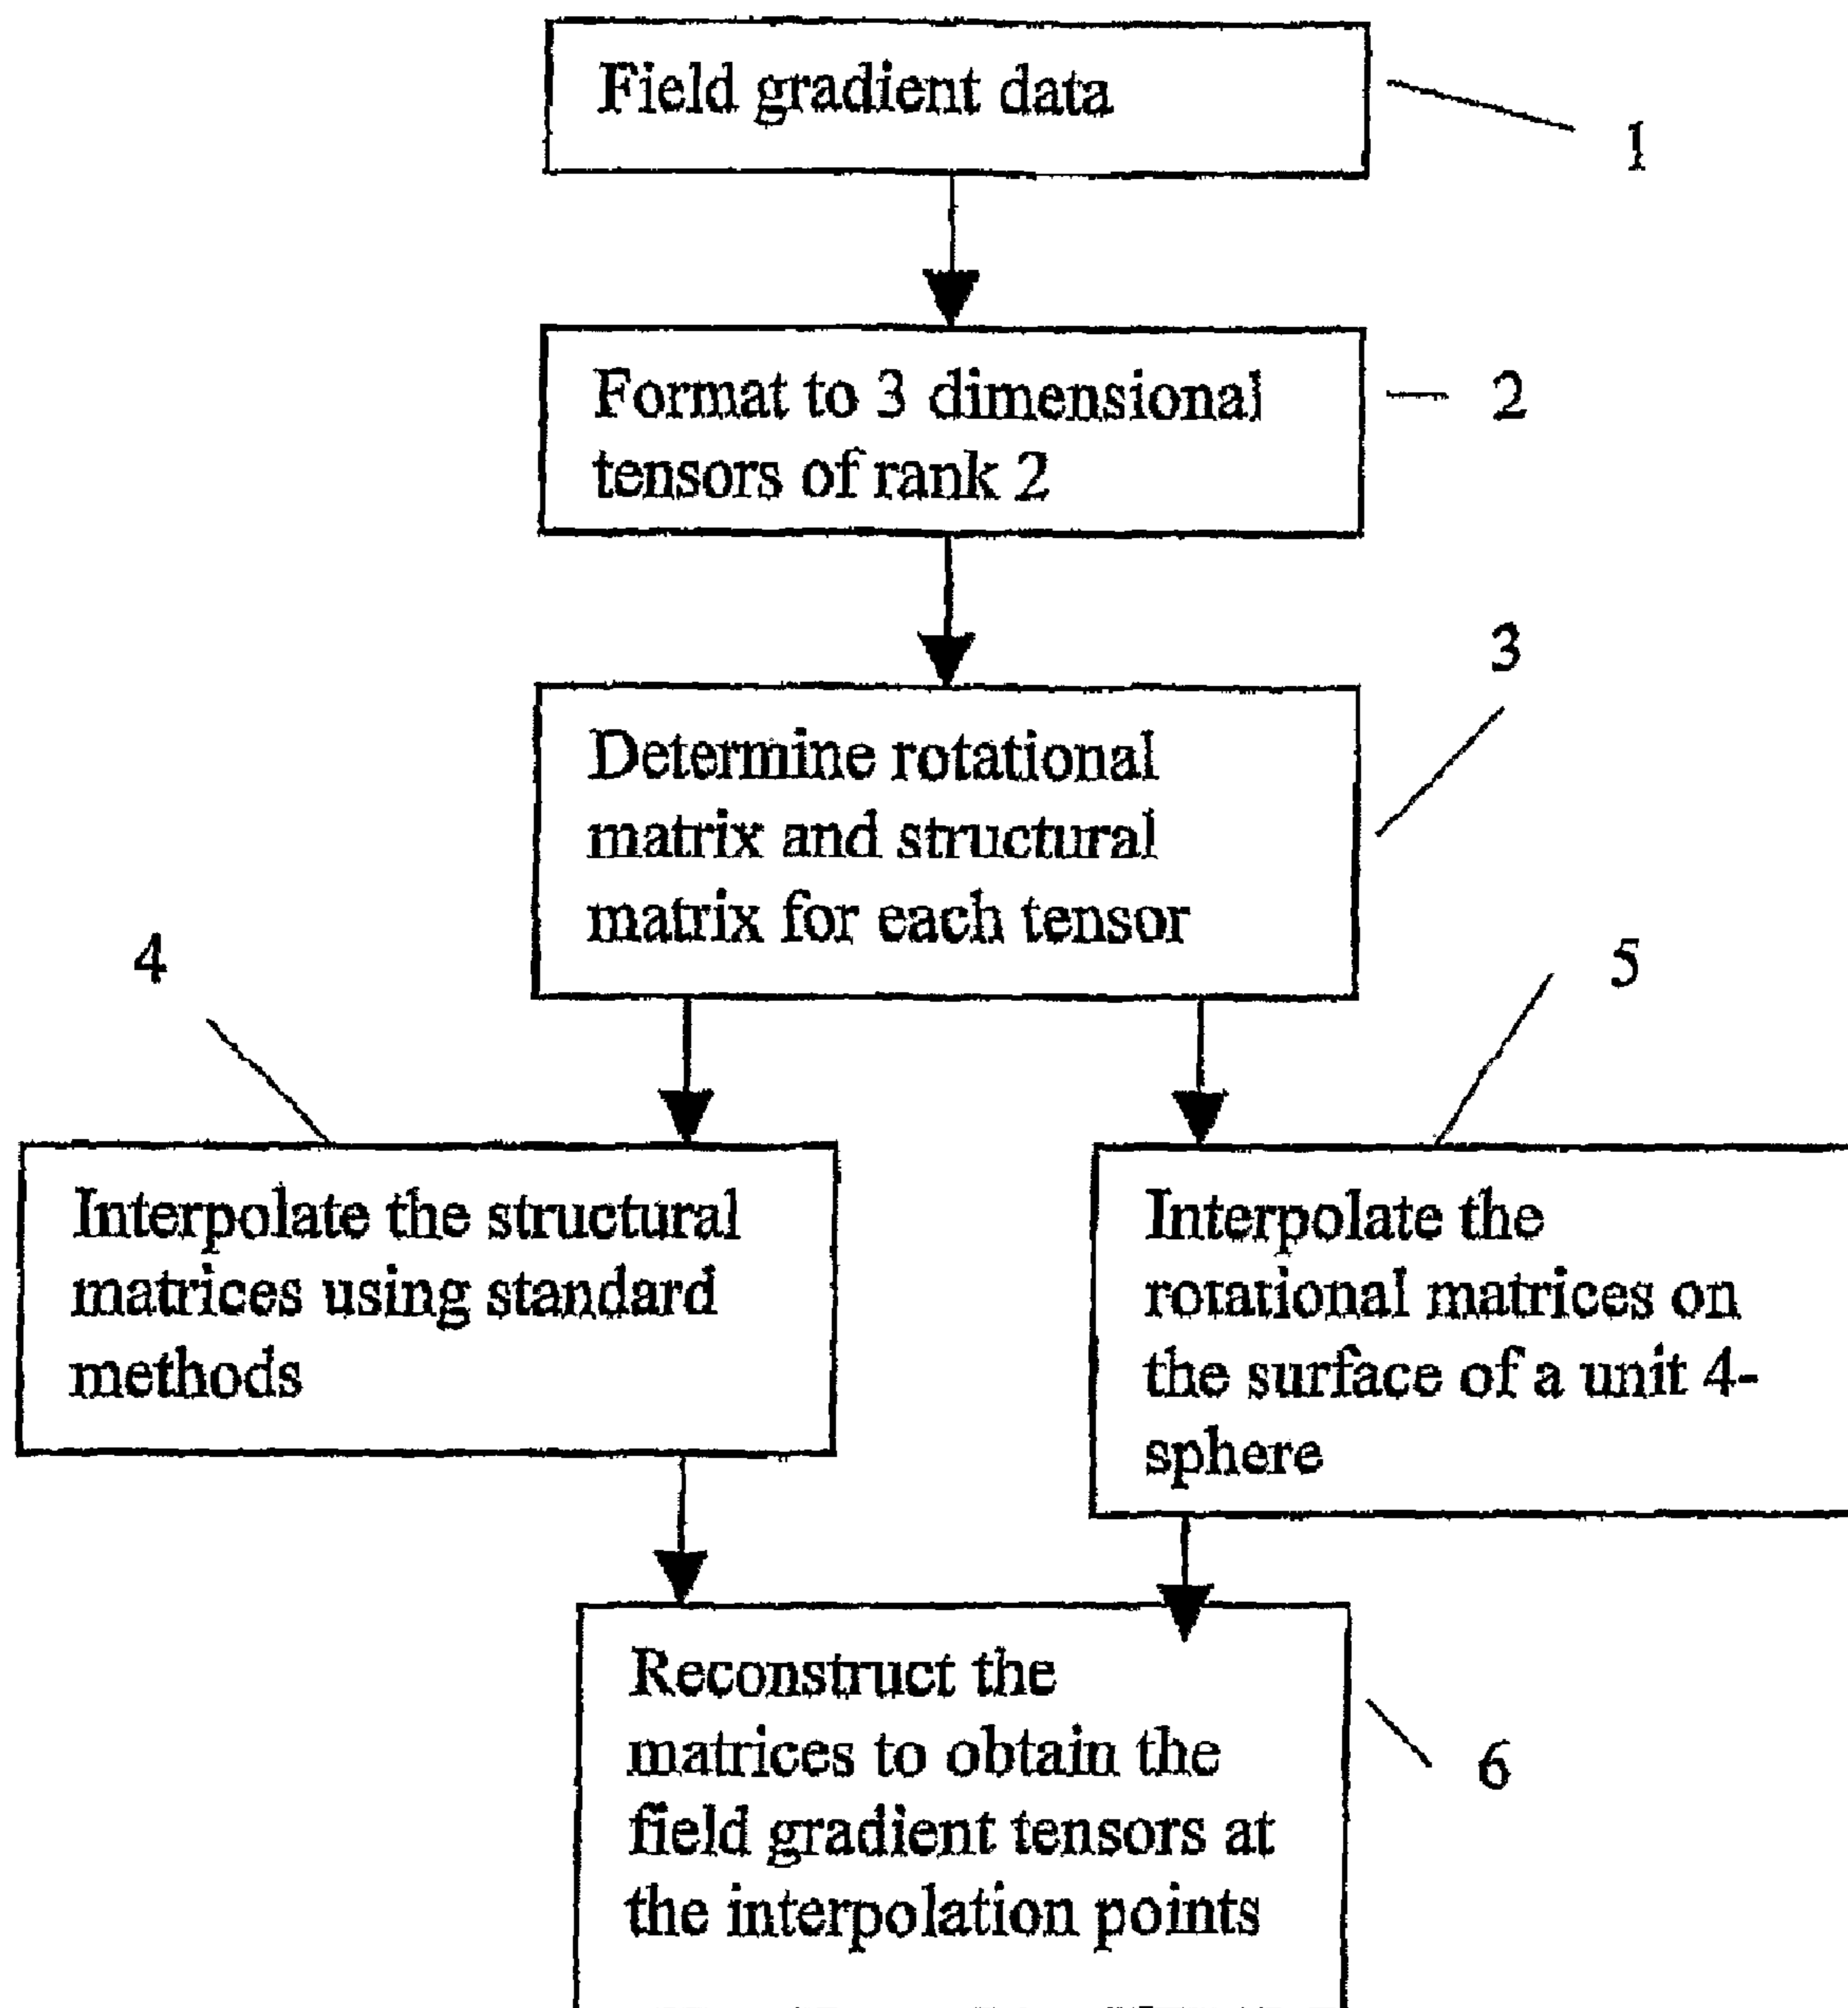 Field gradient data
1
Format to 3 dimensional
tensors of rank 2
2
3
Determine rotational
matrix and structural
matrix for each tensor
4
5
Interpolate the structural
matrices using standard
methods
Interpolate the
rotational matrices on
the surface of a unit 4-
sphere
Reconstruct the
matrices to obtain the
field gradient tensors at
the interpolation points
6